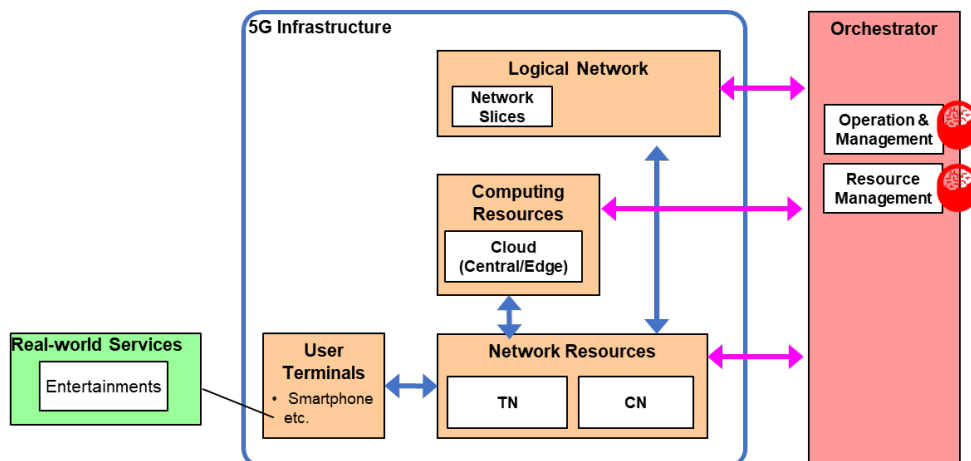 5G Infrastructure
Orchestrator
Logical Network
Network
Slices
Operation &
Management
Resource
Management
Computing
Resources
Cloud
(Central/Edge)
Real-world Services
Entertainments
User
Terminals
• Smartphone
etc.
Network Resources
TN
CN